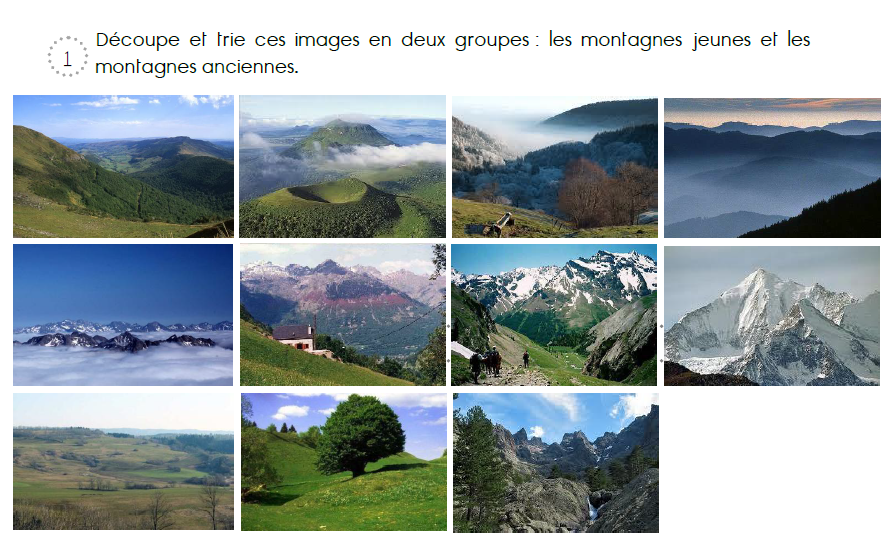 1
Découpe et trie ces images en deux groupes : les montagnes jeunes et les
montagnes anciennes.